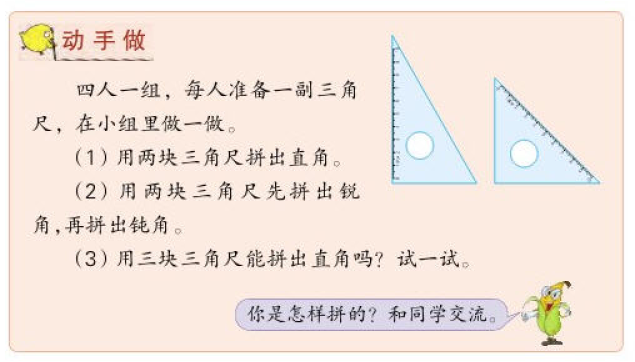 动手做
四人一组，每人准备一副三角
尺，在小组里做一做。
（1）用两块三角尺拼出直角。
（2）用两块三角尺先拼出锐
角，再拼出钝角。
（3）用三块三角尺能拼出直角吗？试一试。
你是怎样拼的？和同学交流。